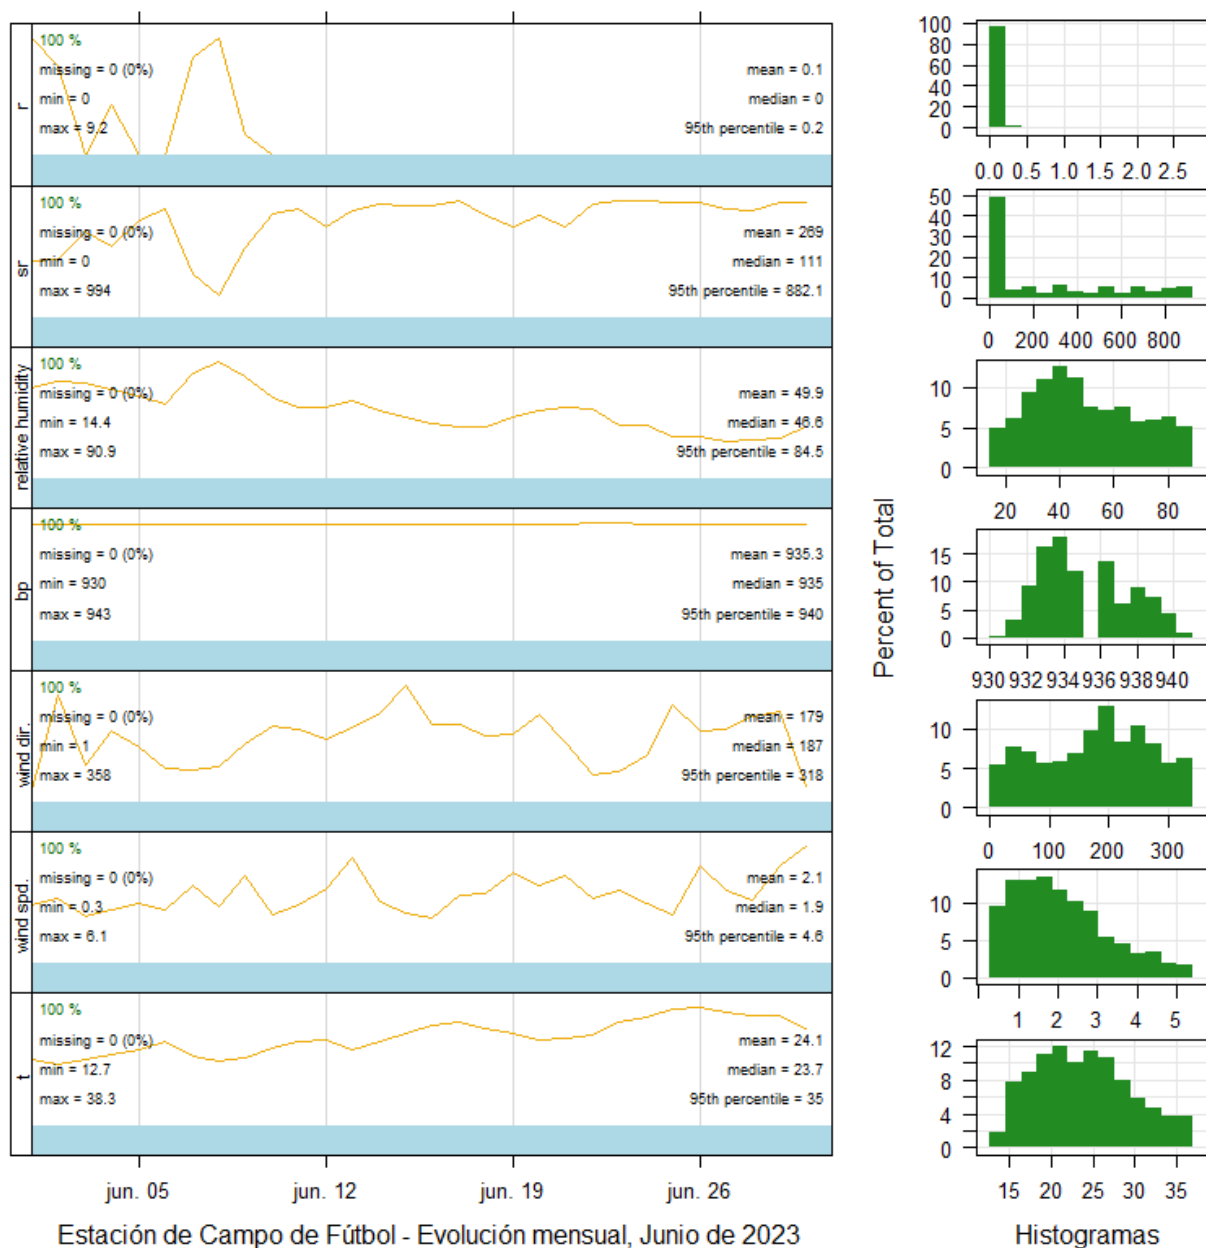 r
100 %
missing = 0 (0%)
min = 0
max = 9.2
mean = 0.1
median = 0
95th percentile = 0.2
sr
100 %
missing = 0 (0%)
min = 0
max = 994
mean = 269
median = 111
95th percentile = 882.1
relative humidity
100 %
missing = 0 (0%)
min = 14.4
max = 90.9
mean = 49.9
median = 46.6
95th percentile = 84.5
bp
100 %
missing = 0 (0%)
min = 930
max = 943
mean = 935.3
median = 935
95th percentile = 940
wind dir.
100 %
missing = 0 (0%)
min = 1
max = 358
mean = 179
median = 187
95th percentile = 318
wind spd.
100 %
missing = 0 (0%)
min = 0.3
max = 6.1
mean = 2.1
median = 1.9
95th percentile = 4.6
t
100 %
missing = 0 (0%)
min = 12.7
max = 38.3
mean = 24.1
median = 23.7
95th percentile = 35
jun. 05 jun. 12 jun. 19 jun. 26
Estación de Campo de Fútbol - Evolución mensual, Junio de 2023
Percent of Total
100
80
60
40
20
0
0.0 0.5 1.0 1.5 2.0 2.5
50
40
30
20
10
0
0 200 400 600 800
10
5
0
20 40 60 80
15
10
5
0
930 932 934 936 938 940
10
5
0
0 100 200 300
10
5
0
1 2 3 4 5
12
8
4
0
15 20 25 30 35
Histogramas